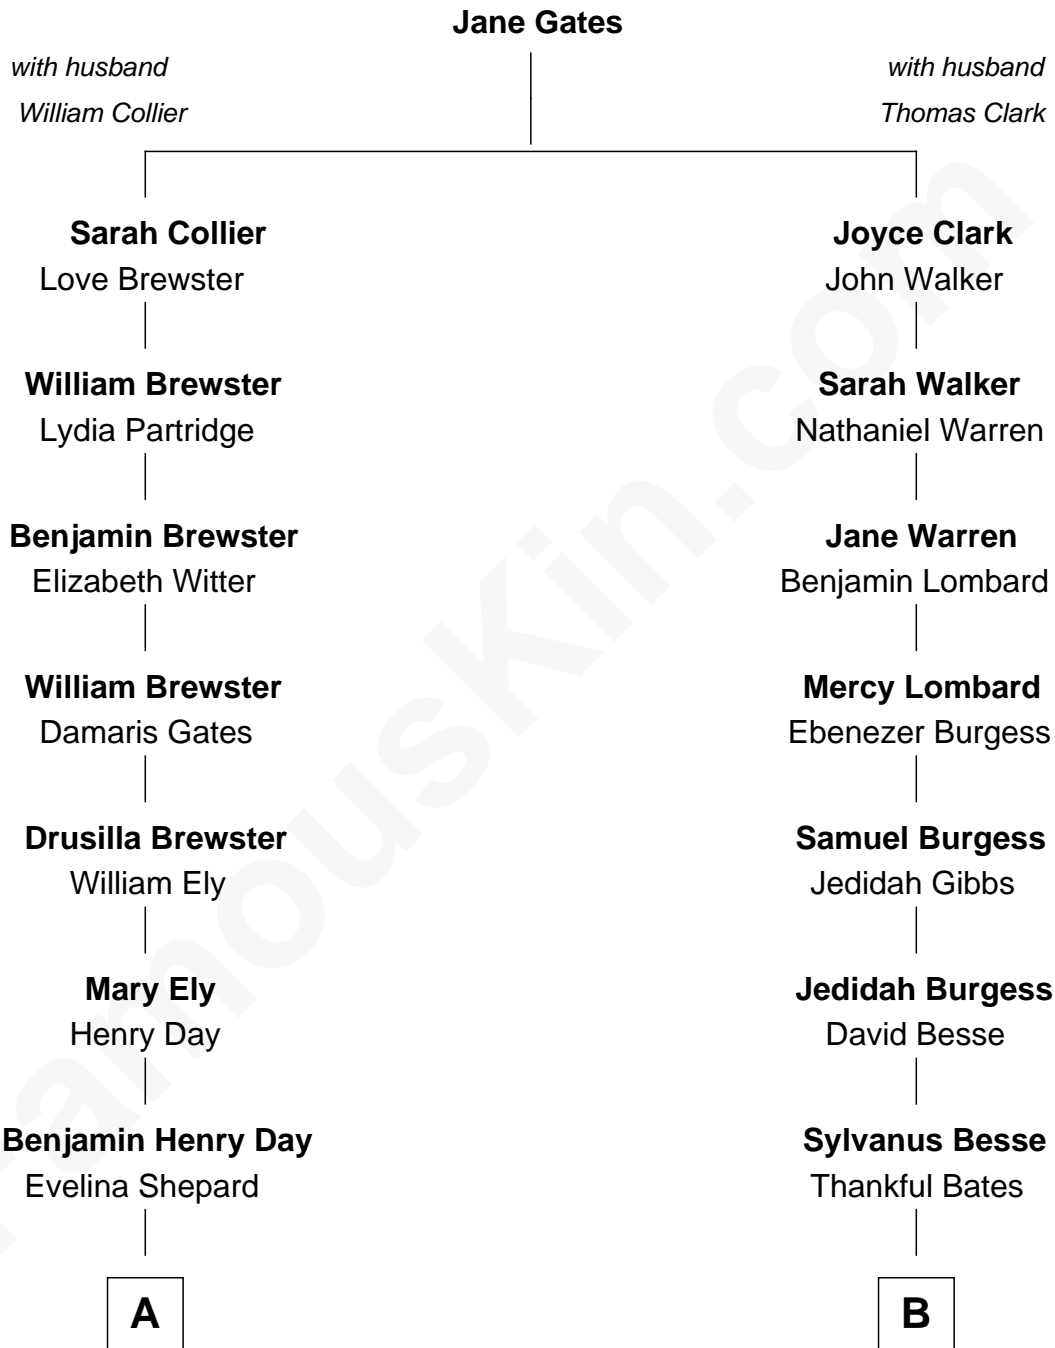 Jane Gates
with husband
William Collier
with husband
Thomas Clark
Sarah Collier
Love Brewster
Joyce Clark
John Walker
William Brewster
Lydia Partridge
Sarah Walker
Nathaniel Warren
Benjamin Brewster
Elizabeth Witter
Jane Warren
Benjamin Lombard
William Brewster
Damaris Gates
Mercy Lombard
Ebenezer Burgess
Drusilla Brewster
William Ely
Samuel Burgess
Jedidah Gibbs
Mary Ely
Henry Day
Jedidah Burgess
David Besse
Benjamin Henry Day
Evelina Shepard
Sylvanus Besse
Thankful Bates
A
B
FamousKin.com